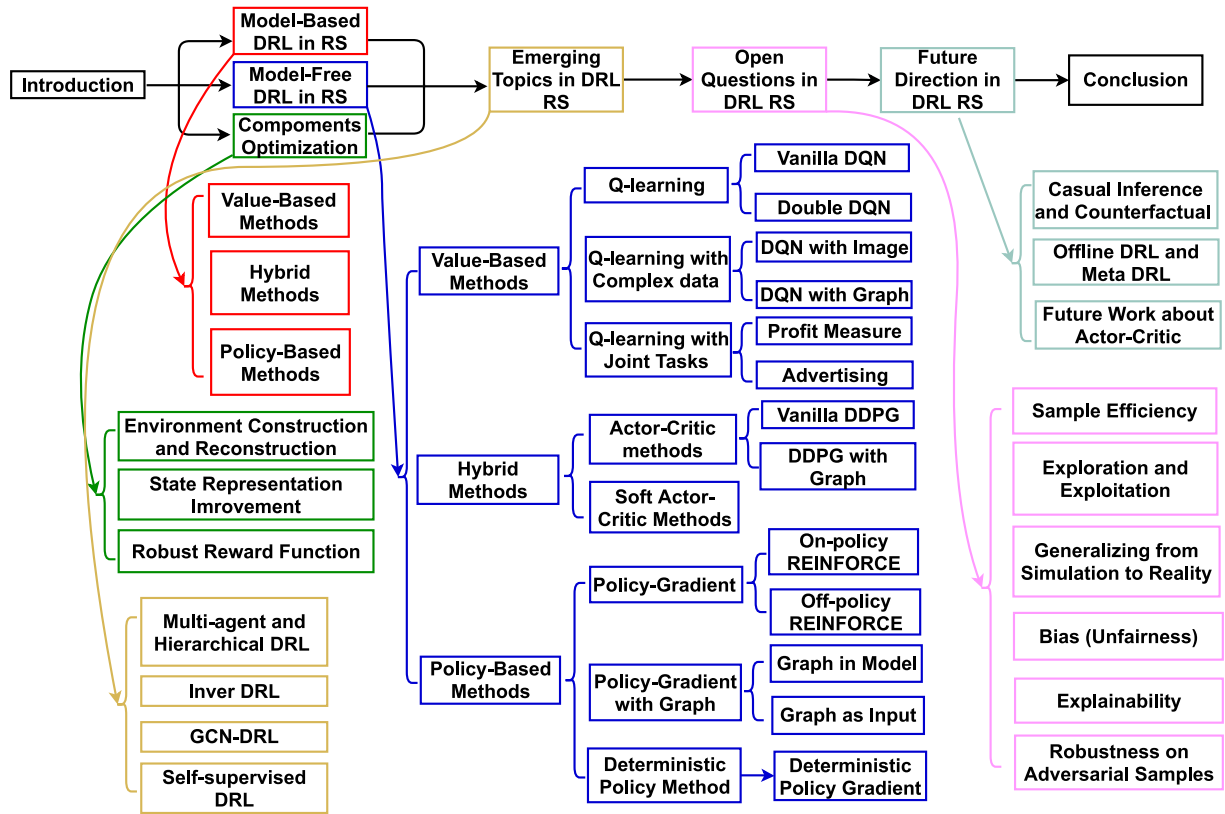 Introduction
Model-Based
DRL in RS
Model-Free
DRL in RS
Compoments
Optimization
Emerging
Topics in DRL
RS
Open
Questions in
DRL RS
Future
Direction in
DRL RS
Conclusion
Value-Based
Methods
Hybrid
Methods
Policy-Based
Methods
Environment Construction
and Reconstruction
State Representation
Imrovement
Robust Reward Function
Multi-agent and
Hierarchical DRL
Inver DRL
GCN-DRL
Self-supervised
DRL
Value-Based
Methods
Q-learning
Vanilla DQN
Double DQN
Q-learning with
Complex data
DQN with Image
DQN with Graph
Q-learning with
Joint Tasks
Profit Measure
Advertising
Hybrid
Methods
Actor-Critic
methods
Vanilla DDPG
DDPG with
Graph
Soft Actor-
Critic Methods
Policy-Based
Methods
Policy-Gradient
On-policy
REINFORCE
Off-policy
REINFORCE
Policy-Gradient
with Graph
Graph in Model
Graph as Input
Deterministic
Policy Method
Deterministic
Policy Gradient
Casual Inference
and Counterfactual
Offline DRL and
Meta DRL
Future Work about
Actor-Critic
Sample Efficiency
Exploration and
Exploitation
Generalizing from
Simulation to Reality
Bias (Unfairness)
Explainability
Robustness on
Adversarial Samples